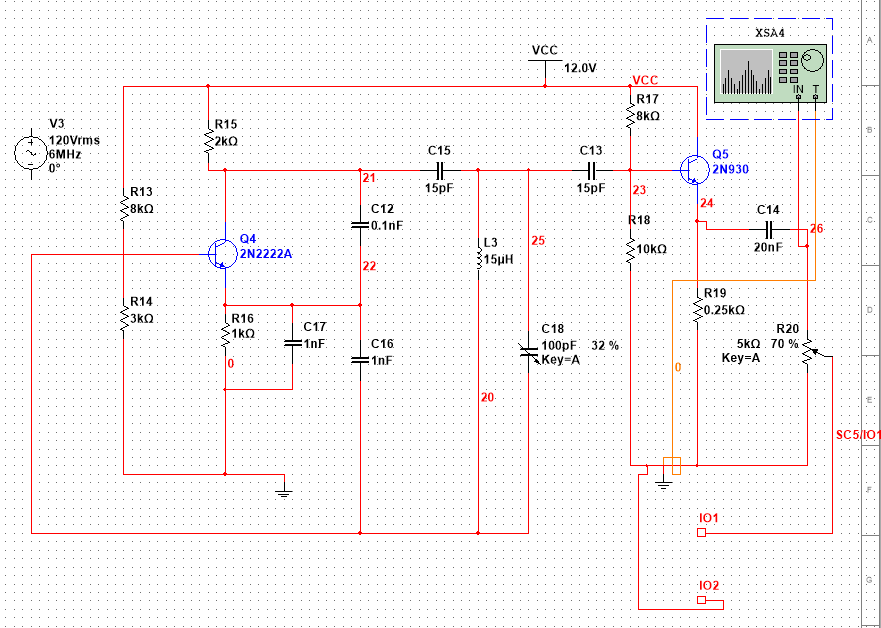 XSA4
IN T
VCC
12.0V
VCC
V3
120Vrms
6MHz
0°
R15
2kΩ
R17
8kΩ
C15
15pF
C13
15pF
Q5
2N930
21
23
R13
8kΩ
C12
0.1nF
24
C14
20nF
26
R18
10kΩ
Q4
2N2222A
22
25
L3
15µH
R14
3kΩ
R16
1kΩ
C17
1nF
C16
1nF
0
C18
100pF 32 %
Key=A
R19
0.25kΩ
R20
5kΩ 70 %
Key=A
0
20
SC5/IO1
IO1
IO2
A
B
C
D
E
F
G